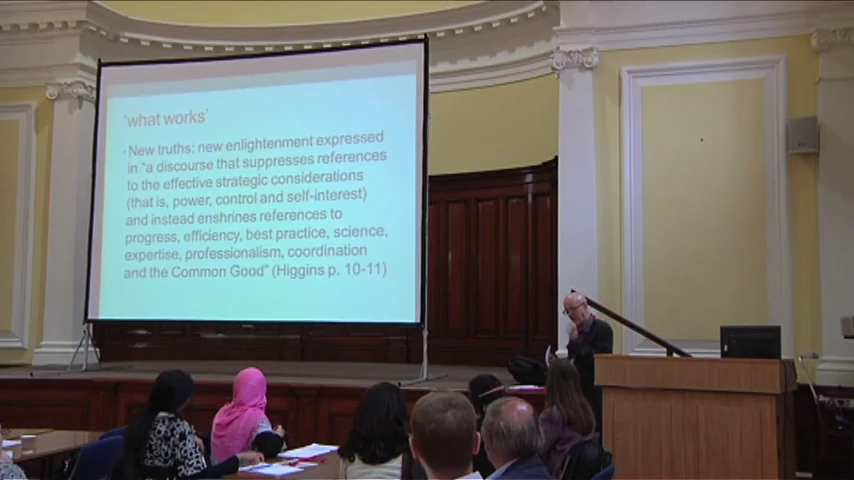 'what works'
· New truths: new enlightenment expressed
in "a discourse that suppresses references
to the effective strategic considerations
(that is, power, control and self-interest)
and instead enshrines references to
progress, efficiency, best practice, science,
expertise, professionalism, coordination
and the Common Good" (Higgins p. 10-11)